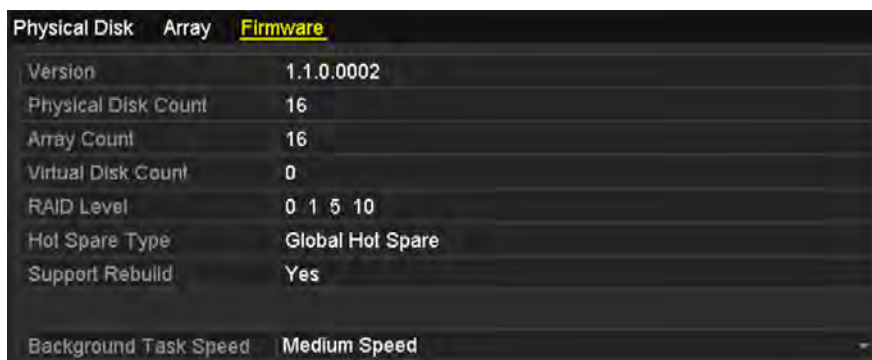 Physical Disk Array Firmware
Version 1.1.0.0002
Physical Disk Count 16
Array Count 16
Virtual Disk Count 0
RAID Level 0 1 5 10
Hot Spare Type Global Hot Spare
Support Rebuild Yes
Background Task Speed Medium Speed